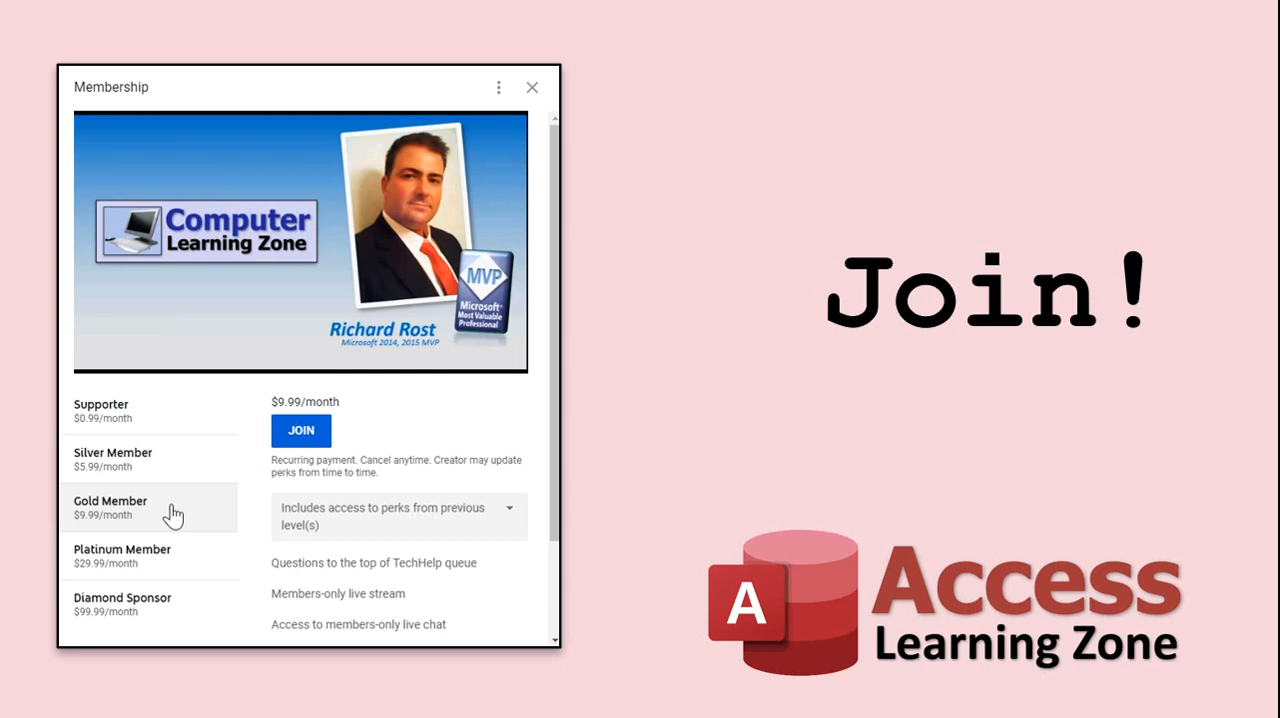 Membership
Computer
Learning Zone
MVP
Microsoft®
Most Valuable
Professional
Richard Rost
Microsoft 2014, 2015 MVP
Supporter
$0.99/month
Silver Member
$5.99/month
Gold Member
$9.99/month
Platinum Member
$29.99/month
Diamond Sponsor
$99.99/month
$9.99/month
JOIN
Recurring payment. Cancel anytime. Creator may update
perks from time to time.
Includes access to perks from previous
level(s)
Questions to the top of TechHelp queue
Members-only live stream
Access to members-only live chat
Join!
A
Access
Learning Zone